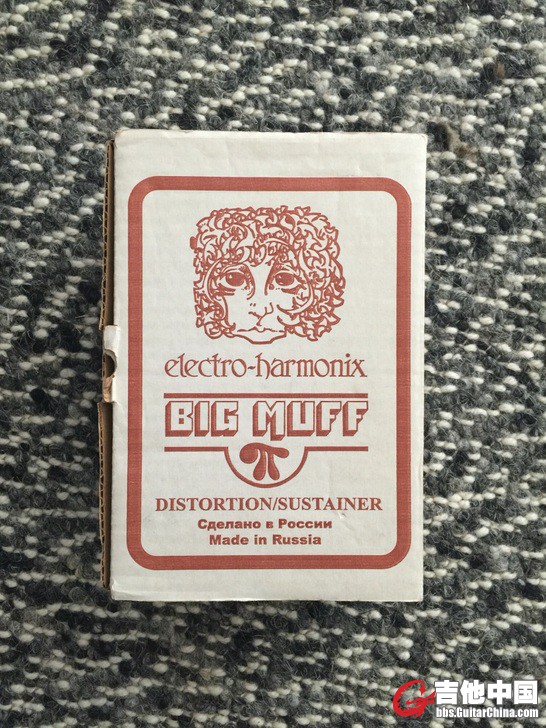 electro-harmonix
BIG MUFF
π
DISTORTION/SUSTAINER
Сделано в России
Made in Russia
吉他中国
bbs.GuitarChina.com